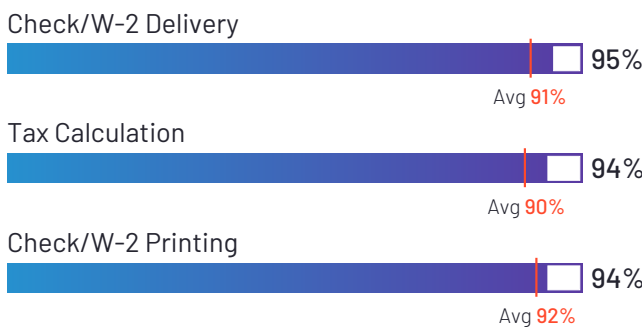 Check/W-2 Delivery
95%
Avg 91%
Tax Calculation
94%
Avg 90%
Check/W-2 Printing
94%
Avg 92%